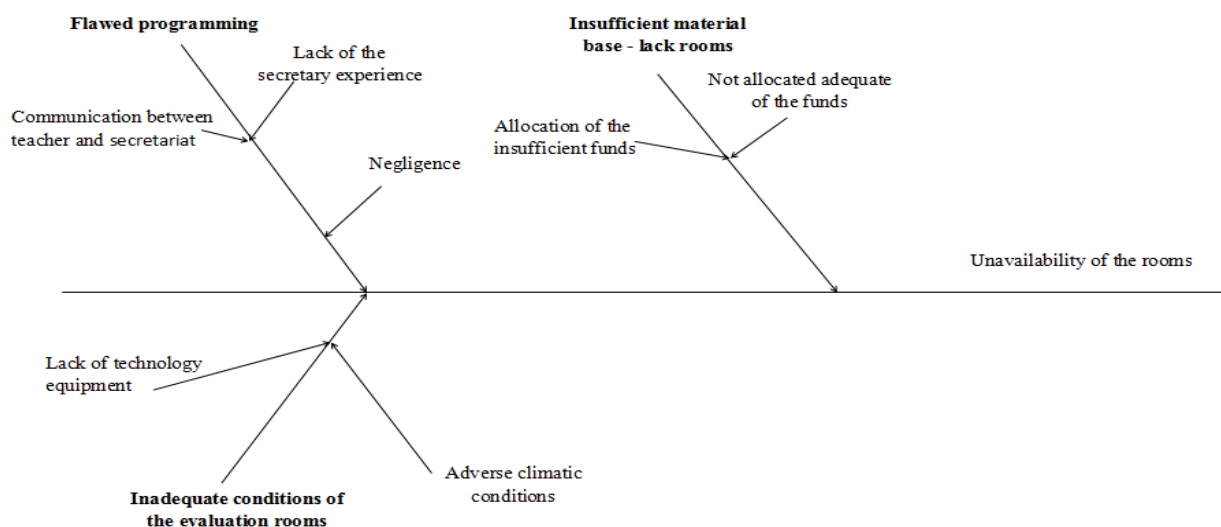 Flawed programming
Lack of the
secretary experience
Communication between
teacher and secretariat
Negligence
Insufficient material
base - lack rooms
Not allocated adequate
of the funds
Allocation of the
insufficient funds
Unavailability of the rooms
Lack of technology
equipment
Adverse climatic
conditions
Inadequate conditions of
the evaluation rooms